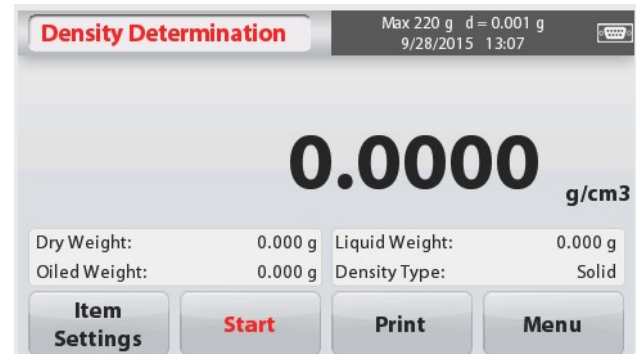 Density Determination
Max 220 g d = 0.001 g
9/28/2015 13:07
0.0000
g/cm3
Dry Weight: 0.000 g Liquid Weight: 0.000 g
Oiled Weight: 0.000 g Density Type: Solid
Item
Settings
Start
Print
Menu